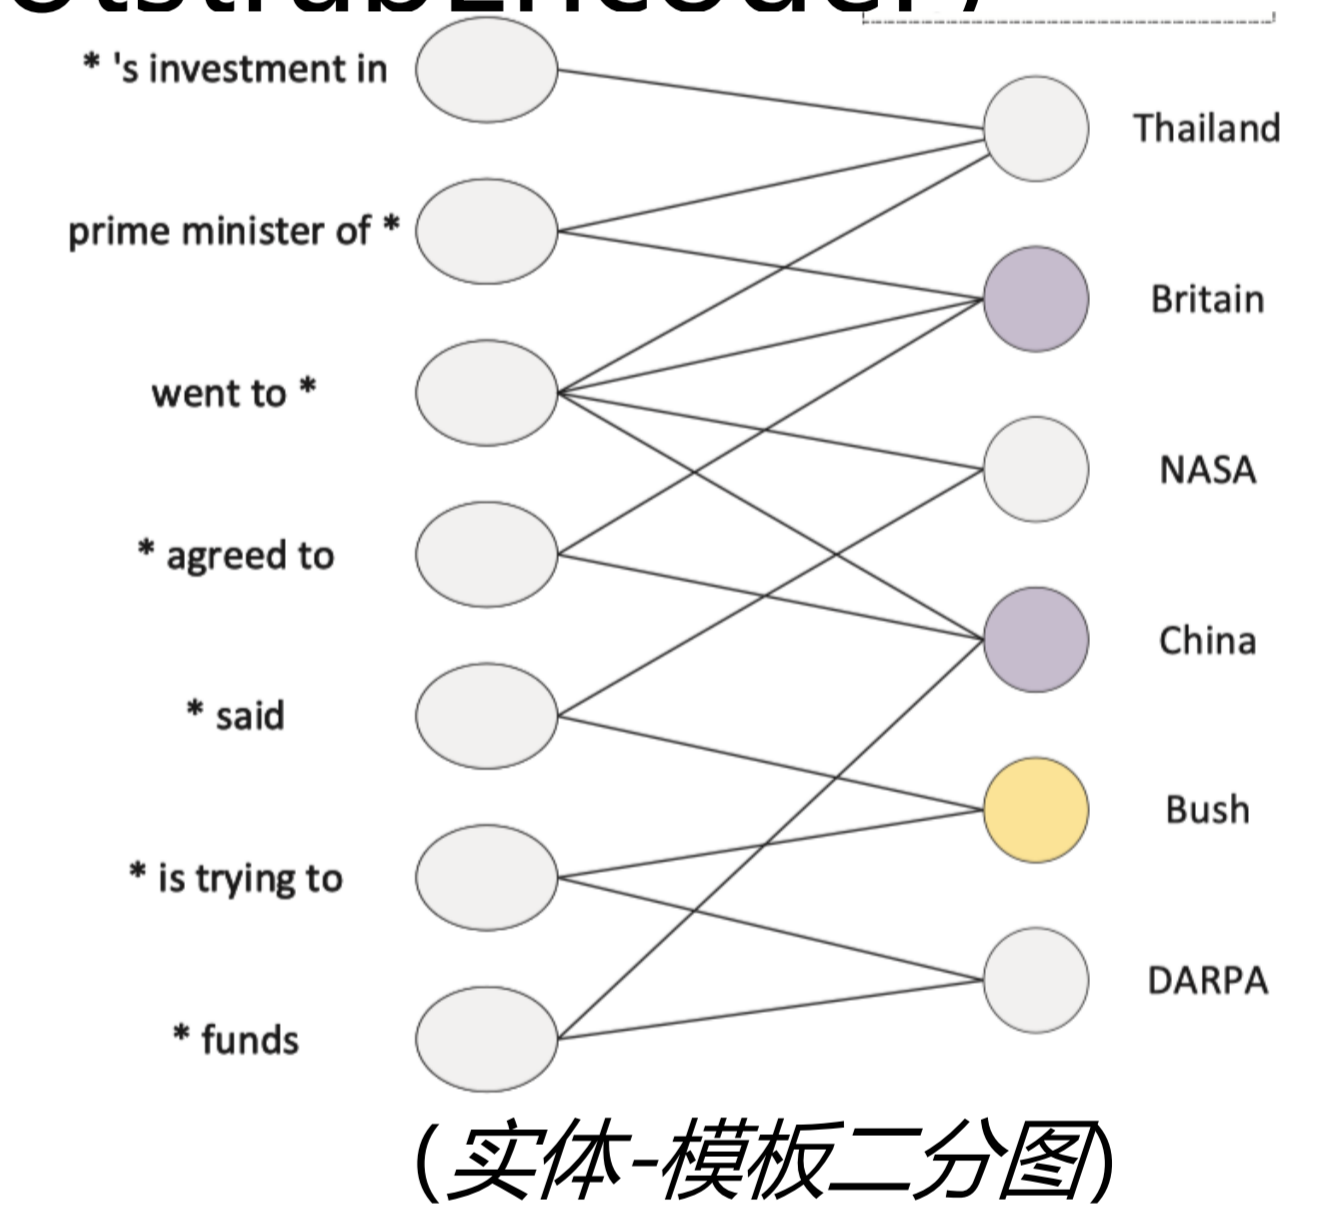 * 's investment in
Thailand
prime minister of *
Britain
went to *
NASA
* agreed to
China
* said
Bush
* is trying to
DARPA
* funds
(实体-模板二分图)